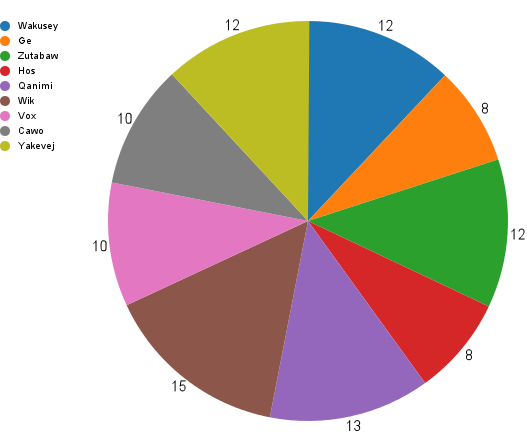 Wakusey
Ge
Zutabaw
Hos
Qanimi
Wik
Vox
Cawo
Yakevej
12
8
12
8
13
15
10
10
12